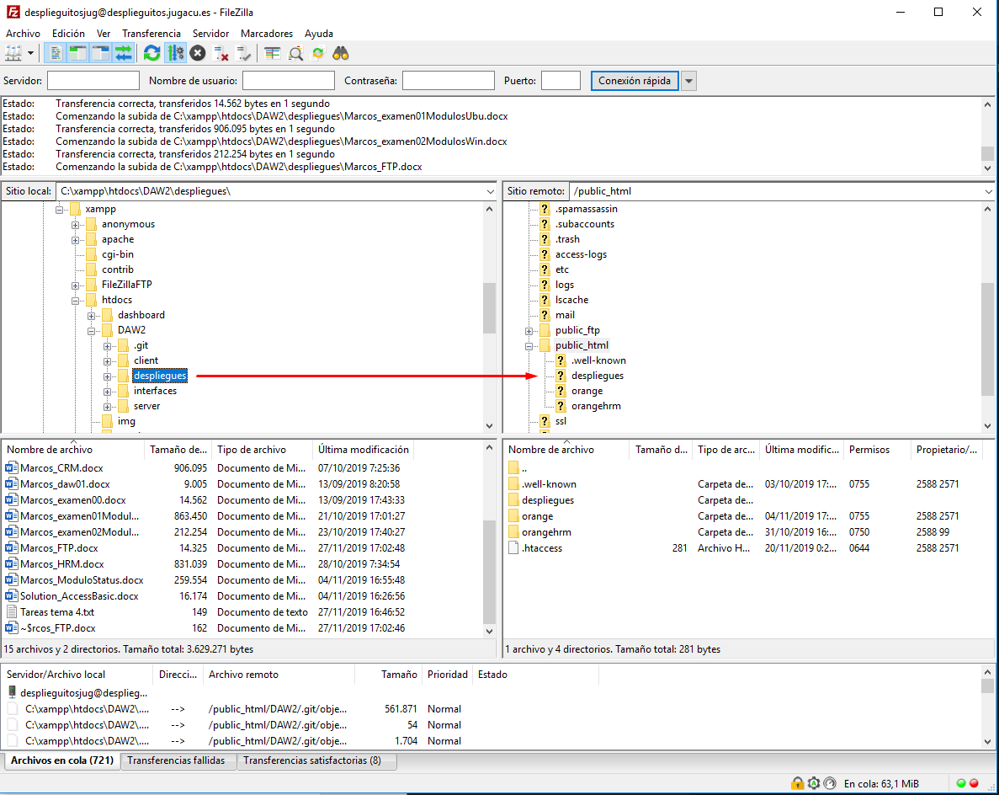 desplieguitosjug@desplieguitos.jugacu.es - FileZilla
Archivo Edición Ver Transferencia Servidor Marcadores Ayuda
Servidor: Nombre de usuario: Contraseña: Puerto: Conexión rápida
Estado: Transferencia correcta, transferidos 14.562 bytes en 1 segundo
Estado: Comenzando la subida de C:\xampp\htdocs\DAW2\despliegues\Marcos_examen01ModulosUbu.docx
Estado: Transferencia correcta, transferidos 906.095 bytes en 1 segundo
Estado: Comenzando la subida de C:\xampp\htdocs\DAW2\despliegues\Marcos_examen02ModulosWin.docx
Estado: Transferencia correcta, transferidos 212.254 bytes en 1 segundo
Estado: Comenzando la subida de C:\xampp\htdocs\DAW2\despliegues\Marcos_FTP.docx
Sitio local: C:\xampp\htdocs\DAW2\despliegues\
xampp
anonymous
apache
cgi-bin
contrib
FileZillaFTP
htdocs
dashboard
DAW2
.git
client
despliegues
interfaces
server
img
Sitio remoto: /public_html
.spamassassin
.subaccounts
.trash
access-logs
etc
logs
lscache
mail
public_ftp
public_html
.well-known
despliegues
orange
orangehrm
ssl
Nombre de archivo Tamaño de... Tipo de archivo Última modificación
Marcos_CRM.docx 906.095 Documento de Mi... 07/10/2019 7:25:36
Marcos_daw01.docx 9.005 Documento de Mi... 13/09/2019 8:20:58
Marcos_examen00.docx 14.562 Documento de Mi... 13/09/2019 17:43:33
Marcos_examen01Modul... 863.450 Documento de Mi... 21/10/2019 17:01:27
Marcos_examen02Modul... 212.254 Documento de Mi... 23/10/2019 17:40:27
Marcos_FTP.docx 14.325 Documento de Mi... 27/11/2019 17:02:48
Marcos_HRM.docx 831.039 Documento de Mi... 28/10/2019 7:34:54
Marcos_ModuloStatus.docx 259.554 Documento de Mi... 04/11/2019 16:55:48
Solution_AccessBasic.docx 16.174 Documento de Mi... 04/11/2019 16:26:56
Tareas tema 4.txt 149 Documento de texto 27/11/2019 16:46:52
~$rcos_FTP.docx 162 Documento de Mi... 27/11/2019 17:02:46
15 archivos y 2 directorios. Tamaño total: 3.629.271 bytes
Nombre de archivo Tamaño d... Tipo de arc... Última modific... Permisos Propietario/...
..
.well-known Carpeta de... 03/10/2019 17:... 0755 2588 2571
despliegues Carpeta de...
orange Carpeta de... 04/11/2019 17:... 0755 2588 2571
orangehrm Carpeta de... 31/10/2019 16:... 0750 2588 99
.htaccess 281 Archivo H... 20/11/2019 0:2... 0644 2588 2571
1 archivo y 4 directorios. Tamaño total: 281 bytes
Servidor/Archivo local Direcci... Archivo remoto Tamaño Prioridad Estado
desplieguitosjug@desplieg...
C:\xampp\htdocs\DAW2\.... --> /public_html/DAW2/.git/obje... 561.871 Normal
C:\xampp\htdocs\DAW2\.... --> /public_html/DAW2/.git/obje... 54 Normal
C:\xampp\htdocs\DAW2\.... --> /public_html/DAW2/.git/obje... 1.704 Normal
Archivos en cola (721) Transferencias fallidas Transferencias satisfactorias (8)
En cola: 63,1 MiB